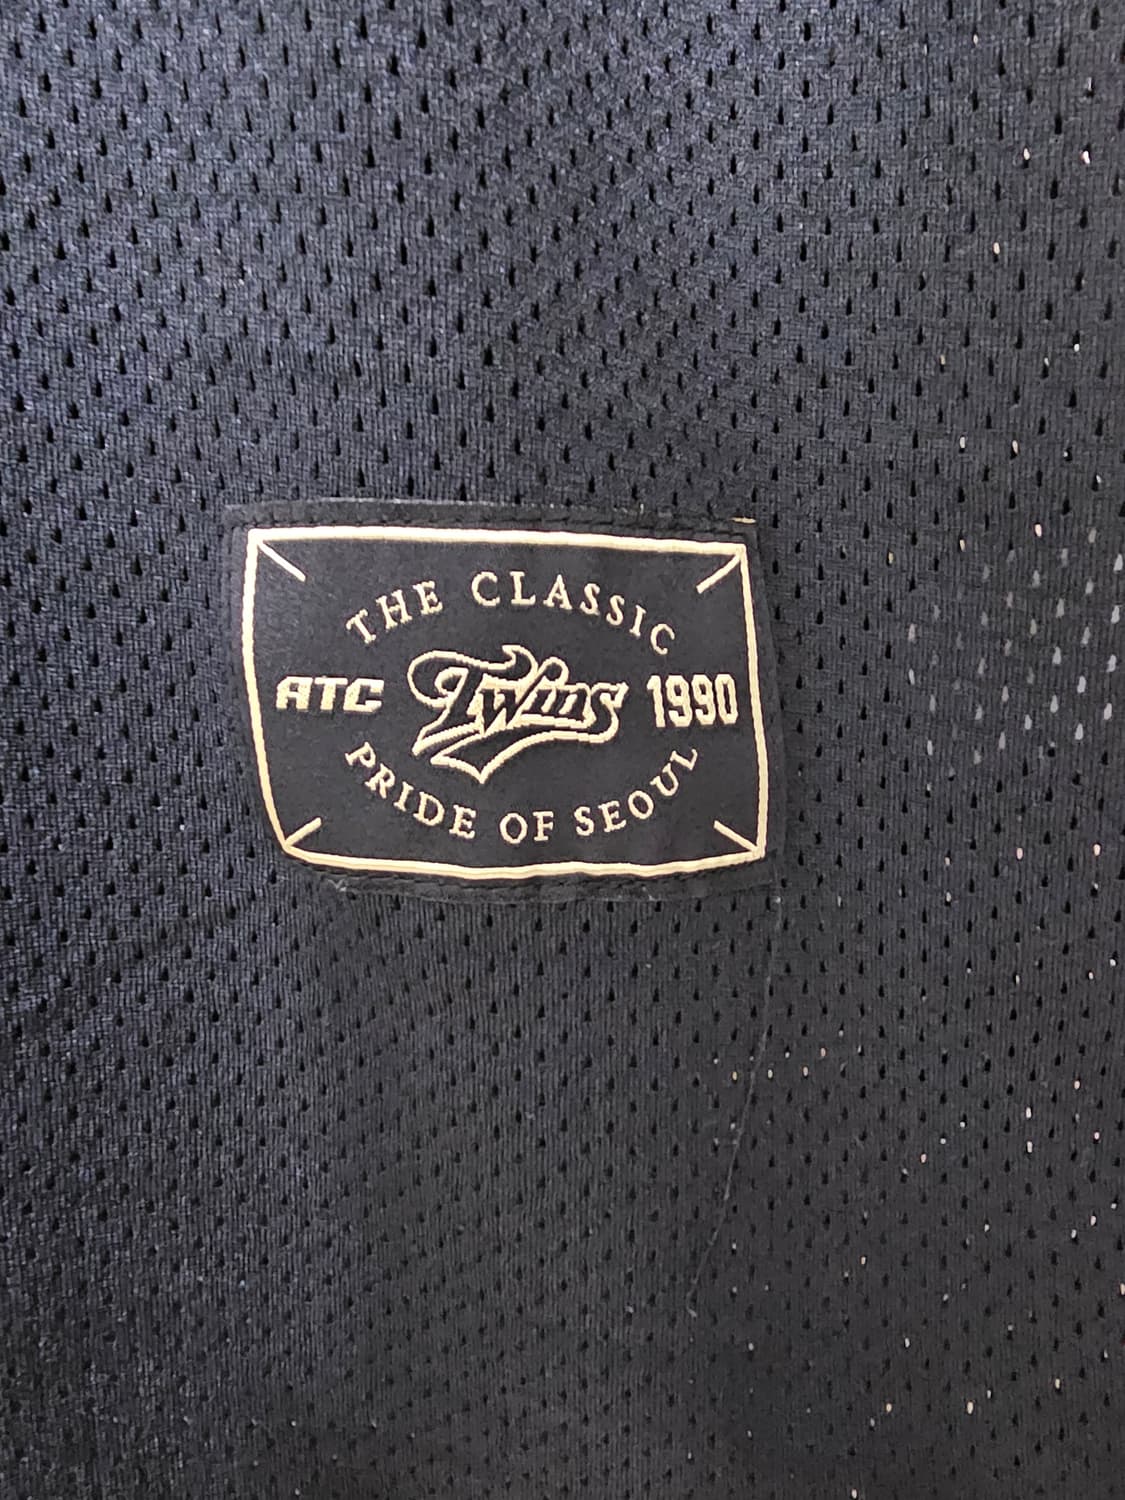 THE CLASSIC
ATC Twins 1990
PRIDE OF SEOUL